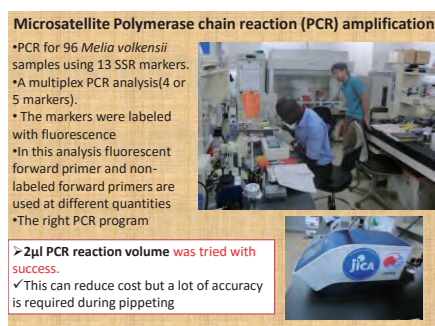 Microsatellite Polymerase chain reaction (PCR) amplification
•PCR for 96 Melia volkensii
samples using 13 SSR markers.
•A multiplex PCR analysis(4 or
5 markers).
• The markers were labeled
with fluorescence
•In this analysis fluorescent
forward primer and non-
labeled forward primers are
used at different quantities
•The right PCR program
➢2µl PCR reaction volume was tried with
success.
✓This can reduce cost but a lot of accuracy
is required during pippeting
jICA